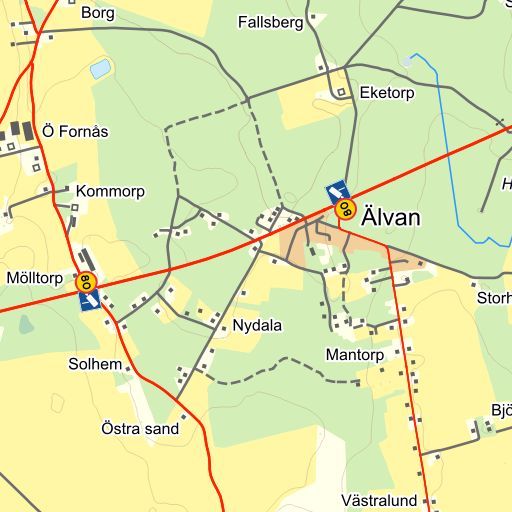 Borg
Fallsberg
Eketorp
Ö Fornås
Kommorp
H
80
Älvan
Mölltorp
80
Storh
Nydala
Mantorp
Solhem
Bjö
Östra sand
Västralund